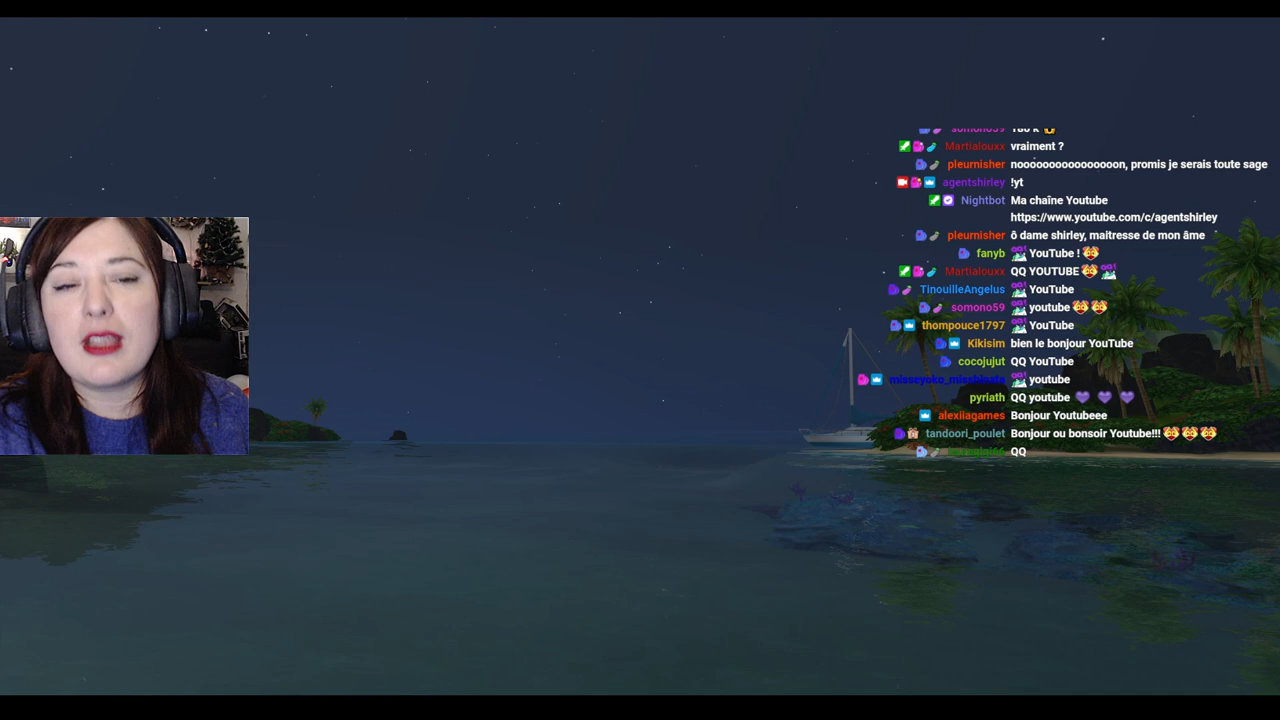 Martialouxx vraiment ?
pleurnisher nooooooooooooooooon, promis je serais toute sage
agentshirley !yt
Nightbot Ma chaîne Youtube
https://www.youtube.com/c/agentshirley
pleurnisher ô dame shirley, maitresse de mon âme
fanyb YouTube !
Martialouxx QQ YOUTUBE
TinouilleAngelus YouTube
somono59 youtube
thompouce1797 YouTube
Kikisim bien le bonjour YouTube
cocojujut QQ YouTube
youtube
pyriath QQ youtube
alexiiagames Bonjour Youtubeee
tandoori_poulet Bonjour ou bonsoir Youtube!!!
QQ